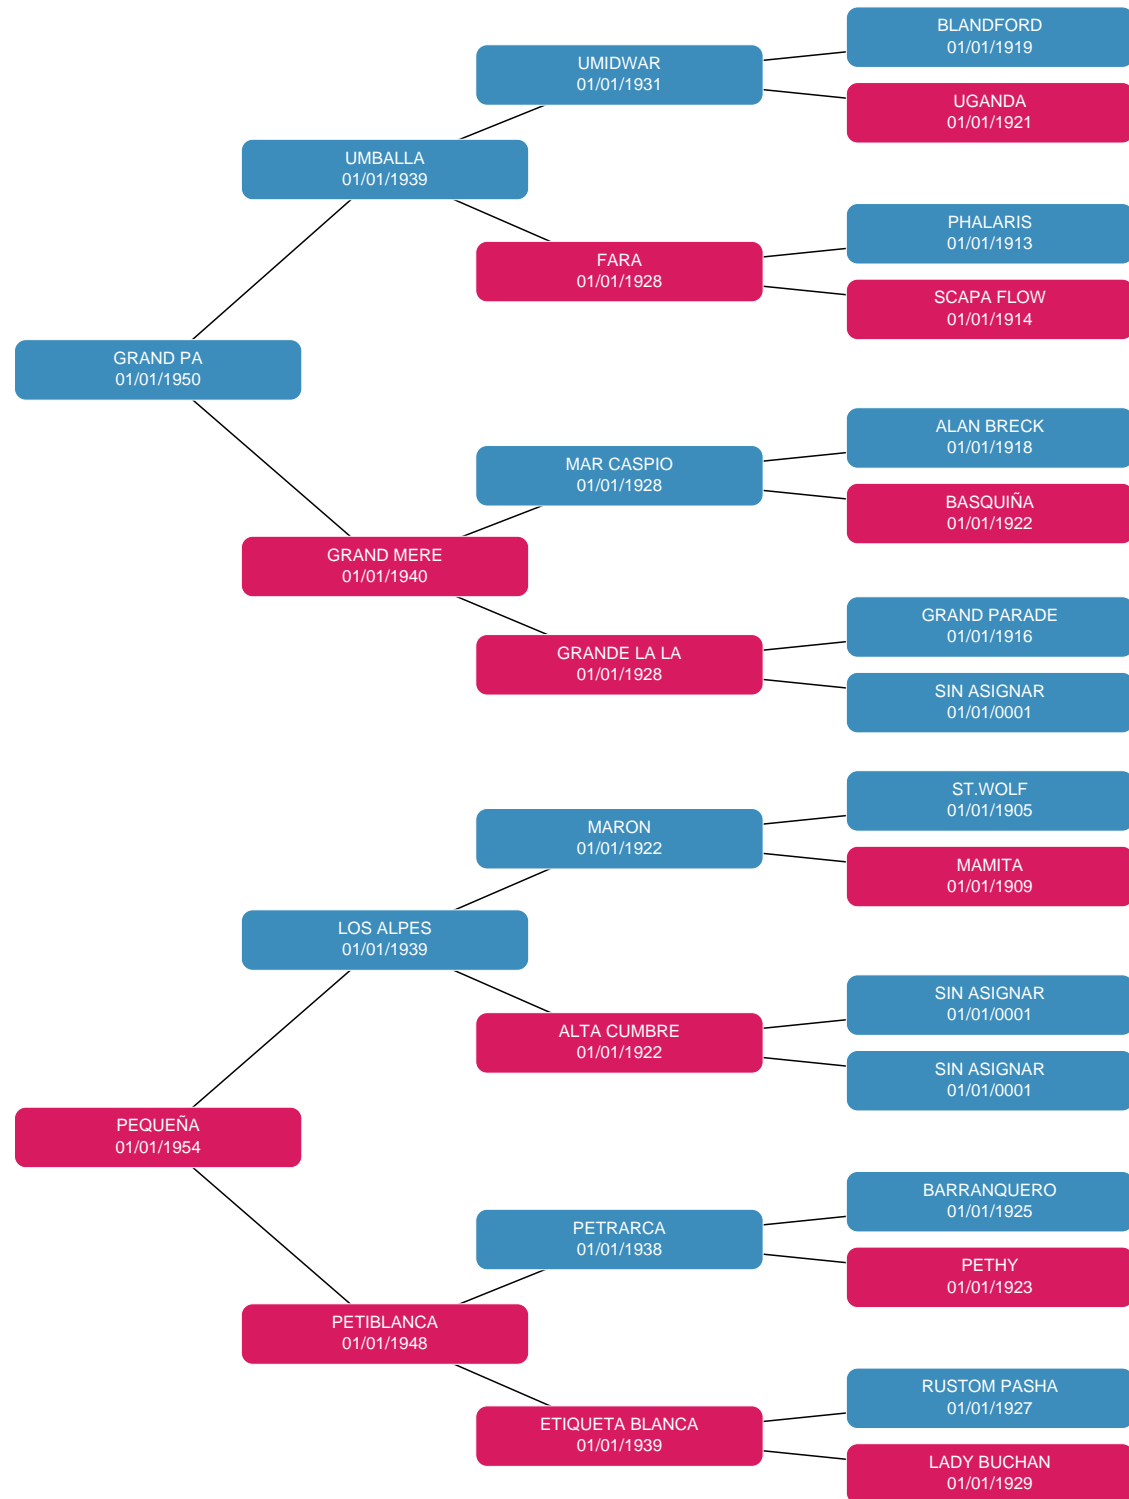 BLANDFORD
01/01/1919
UMIDWAR
01/01/1931
UGANDA
01/01/1921
UMBALLA
01/01/1939
PHALARIS
01/01/1913
FARA
01/01/1928
SCAPA FLOW
01/01/1914
GRAND PA
01/01/1950
ALAN BRECK
01/01/1918
MAR CASPIO
01/01/1928
BASQUIÑA
01/01/1922
GRAND MERE
01/01/1940
GRAND PARADE
01/01/1916
GRANDE LA LA
01/01/1928
SIN ASIGNAR
01/01/0001
ST.WOLF
01/01/1905
MARON
01/01/1922
MAMITA
01/01/1909
LOS ALPES
01/01/1939
SIN ASIGNAR
01/01/0001
ALTA CUMBRE
01/01/1922
SIN ASIGNAR
01/01/0001
PEQUEÑA
01/01/1954
BARRANQUERO
01/01/1925
PETRARCA
01/01/1938
PETHY
01/01/1923
PETIBLANCA
01/01/1948
RUSTOM PASHA
01/01/1927
ETIQUETA BLANCA
01/01/1939
LADY BUCHAN
01/01/1929